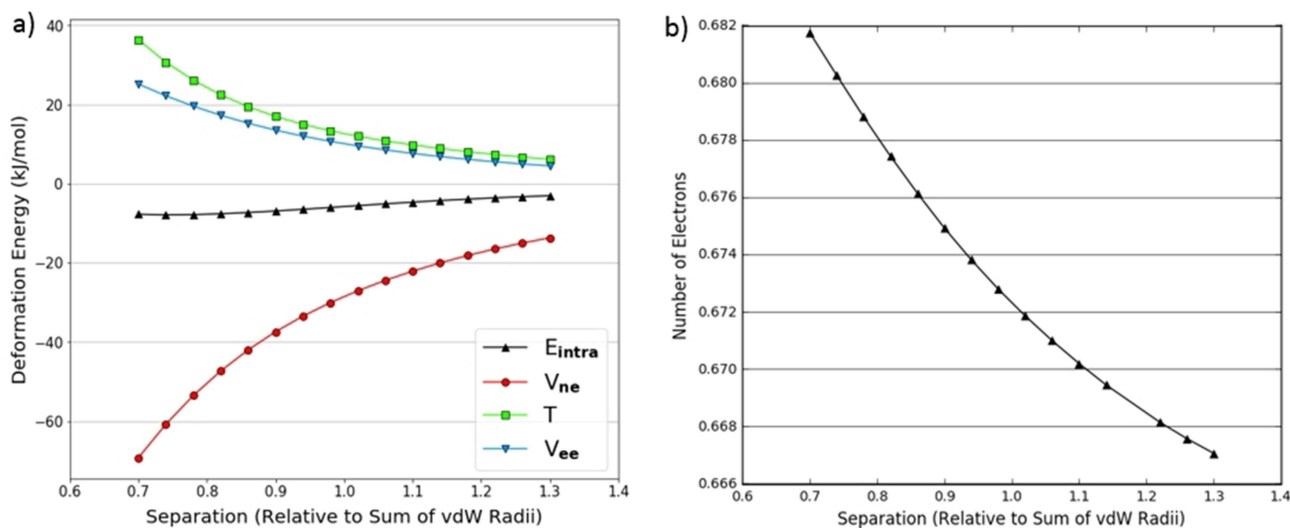 a)
Deformation Energy (kJ/mol)
40
20
0
−20
−40
−60
0.6 0.7 0.8 0.9 1.0 1.1 1.2 1.3 1.4
Separation (Relative to Sum of vdW Radii)
E_intra
V_ne
T
V_ee
b)
Number of Electrons
0.682
0.680
0.678
0.676
0.674
0.672
0.670
0.668
0.666
0.6 0.7 0.8 0.9 1.0 1.1 1.2 1.3 1.4
Separation (Relative to Sum of vdW Radii)